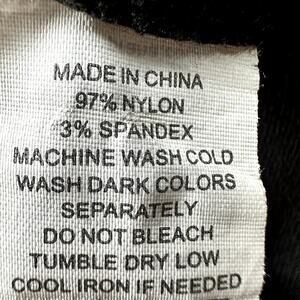 MADE IN CHINA
97% NYLON
3% SPANDEX
MACHINE WASH COLD
WASH DARK COLORS
SEPARATELY
DO NOT BLEACH
TUMBLE DRY LOW
COOL IRON IF NEEDED